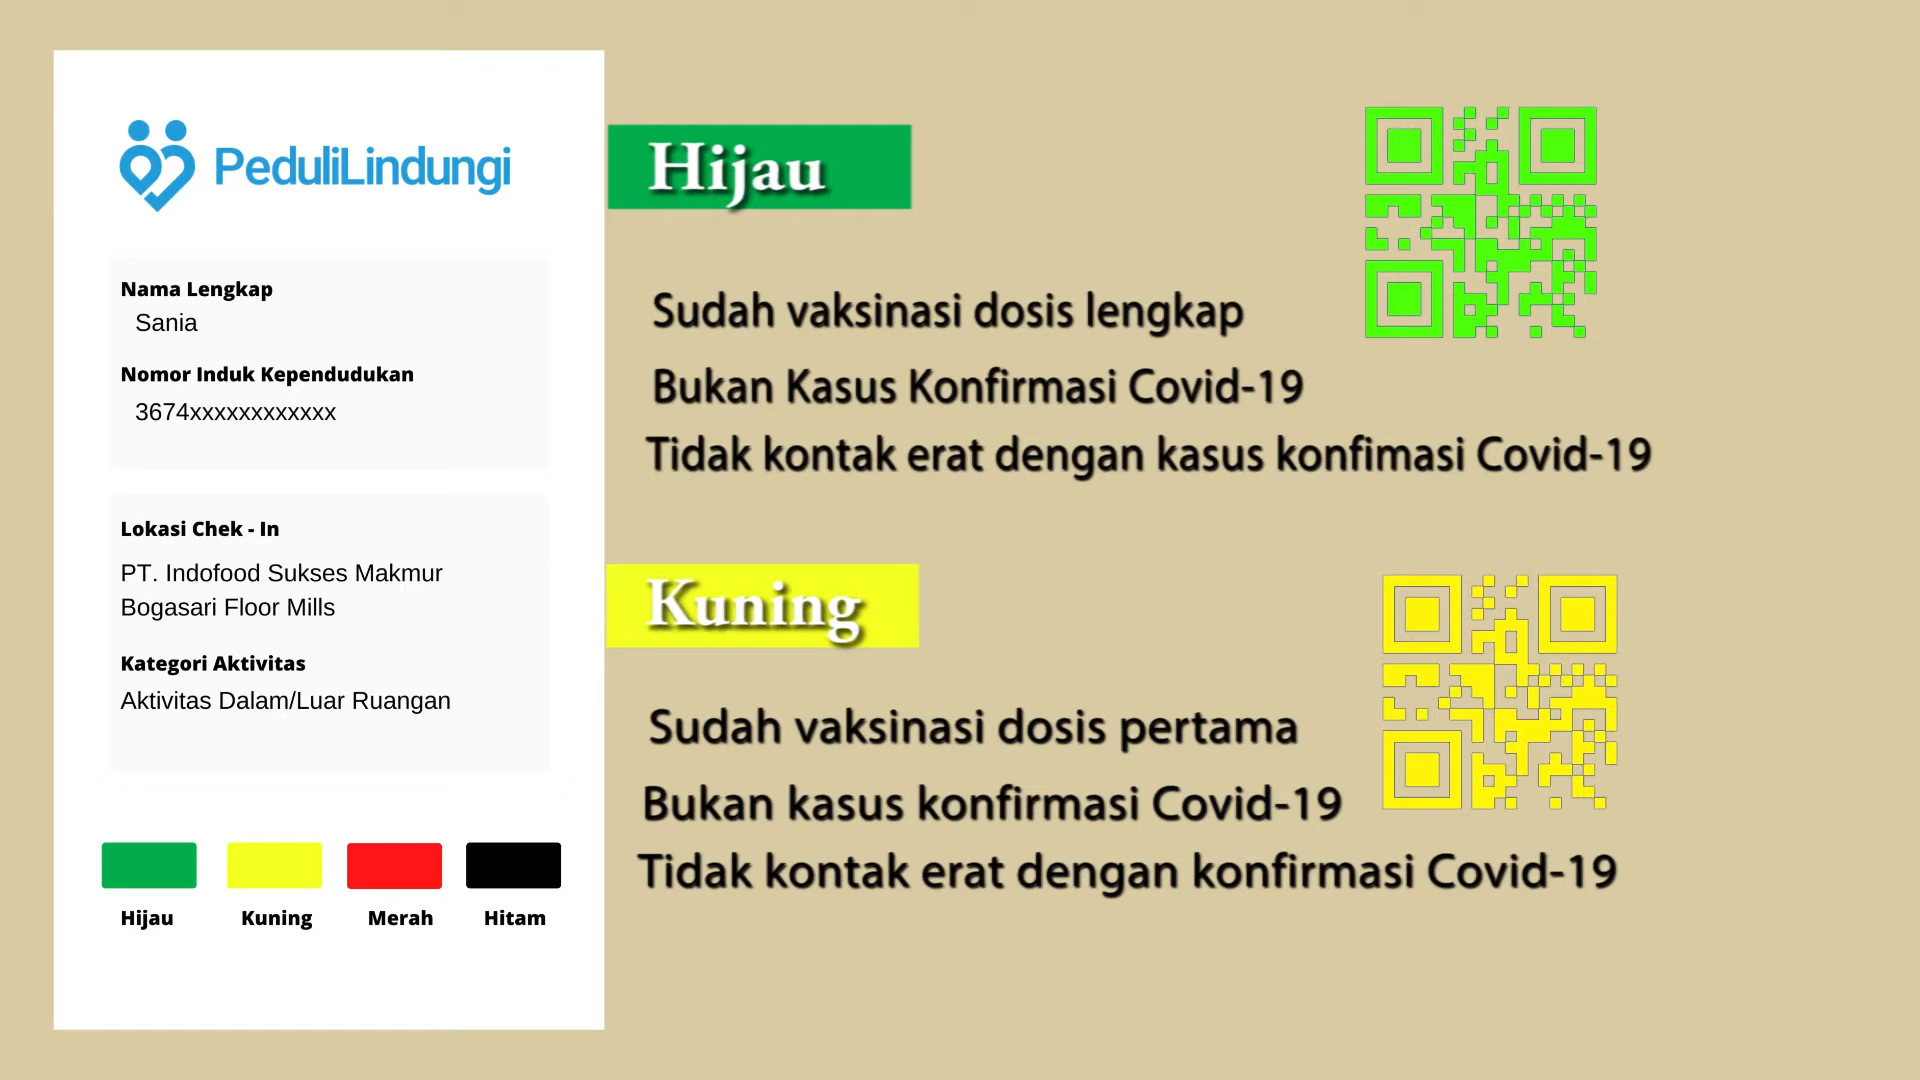 PeduliLindungi
Nama Lengkap
Sania
Nomor Induk Kependudukan
3674xxxxxxxxxxxx
Lokasi Chek - In
PT. Indofood Sukses Makmur
Bogasari Floor Mills
Kategori Aktivitas
Aktivitas Dalam/Luar Ruangan
Hijau
Kuning
Merah
Hitam
Hijau
Sudah vaksinasi dosis lengkap
Bukan Kasus Konfirmasi Covid-19
Tidak kontak erat dengan kasus konfimasi Covid-19
Kuning
Sudah vaksinasi dosis pertama
Bukan kasus konfirmasi Covid-19
Tidak kontak erat dengan konfirmasi Covid-19